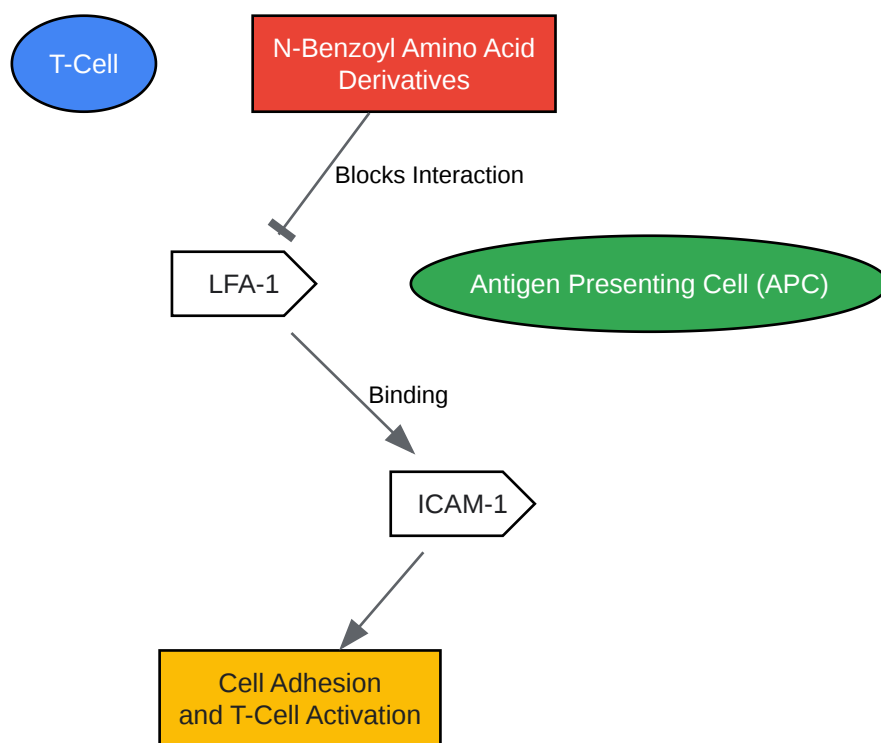 T-Cell
N-Benzoyl Amino Acid
Derivatives
Blocks Interaction
LFA-1
Antigen Presenting Cell (APC)
Binding
ICAM-1
Cell Adhesion
and T-Cell Activation